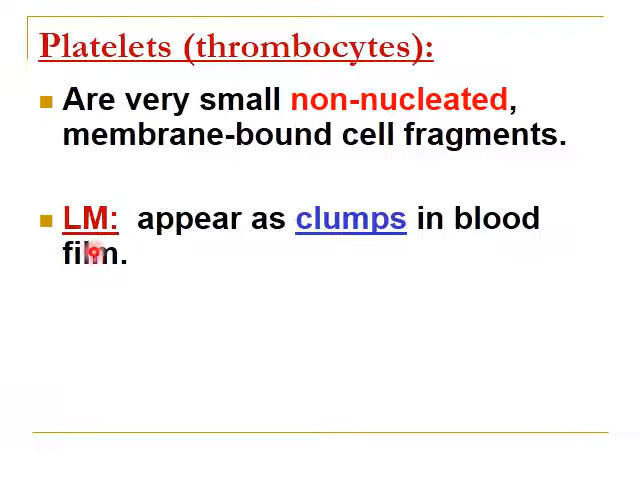 Platelets (thrombocytes):
Are very small non-nucleated,
membrane-bound cell fragments.
LM: appear as clumps in blood
film.